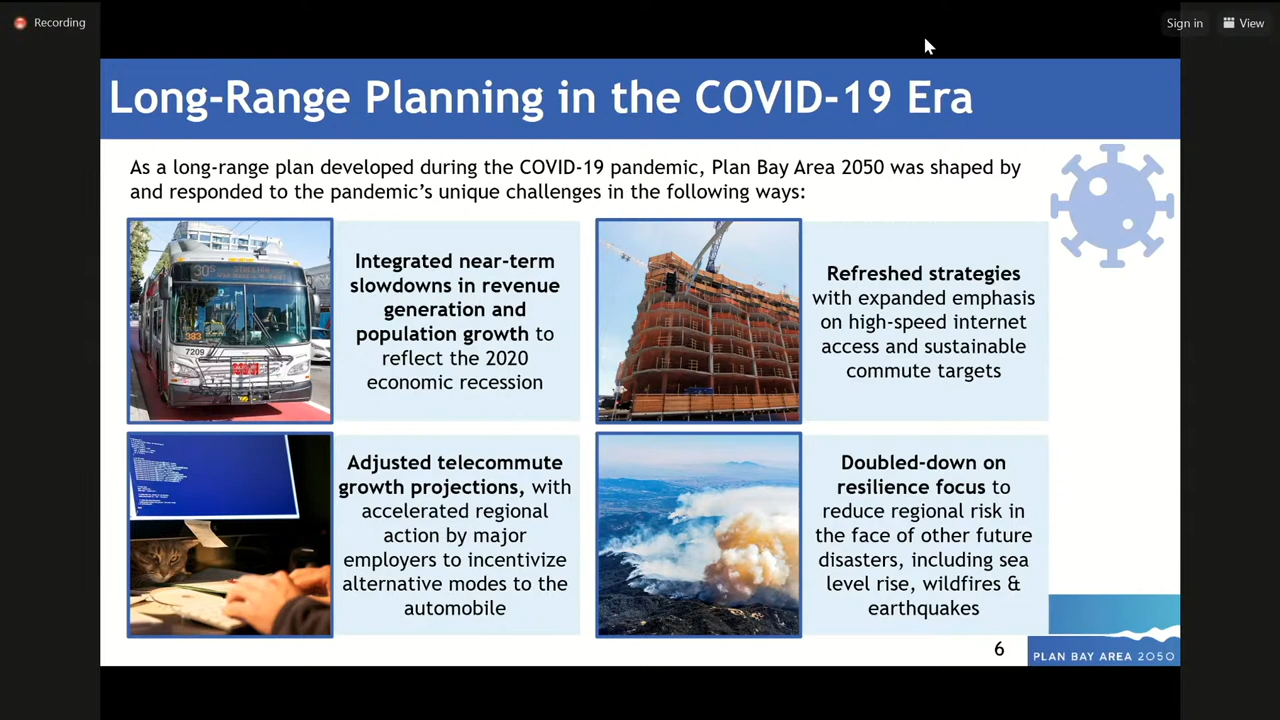 Recording
Sign in
View
Long-Range Planning in the COVID-19 Era
As a long-range plan developed during the COVID-19 pandemic, Plan Bay Area 2050 was shaped by
and responded to the pandemic’s unique challenges in the following ways:
30S
7209
Integrated near-term
slowdowns in revenue
generation and
population growth to
reflect the 2020
economic recession
Refreshed strategies
with expanded emphasis
on high-speed internet
access and sustainable
commute targets
Adjusted telecommute
growth projections, with
accelerated regional
action by major
employers to incentivize
alternative modes to the
automobile
Doubled-down on
resilience focus to
reduce regional risk in
the face of other future
disasters, including sea
level rise, wildfires &
earthquakes
6
PLAN BAY AREA 2050